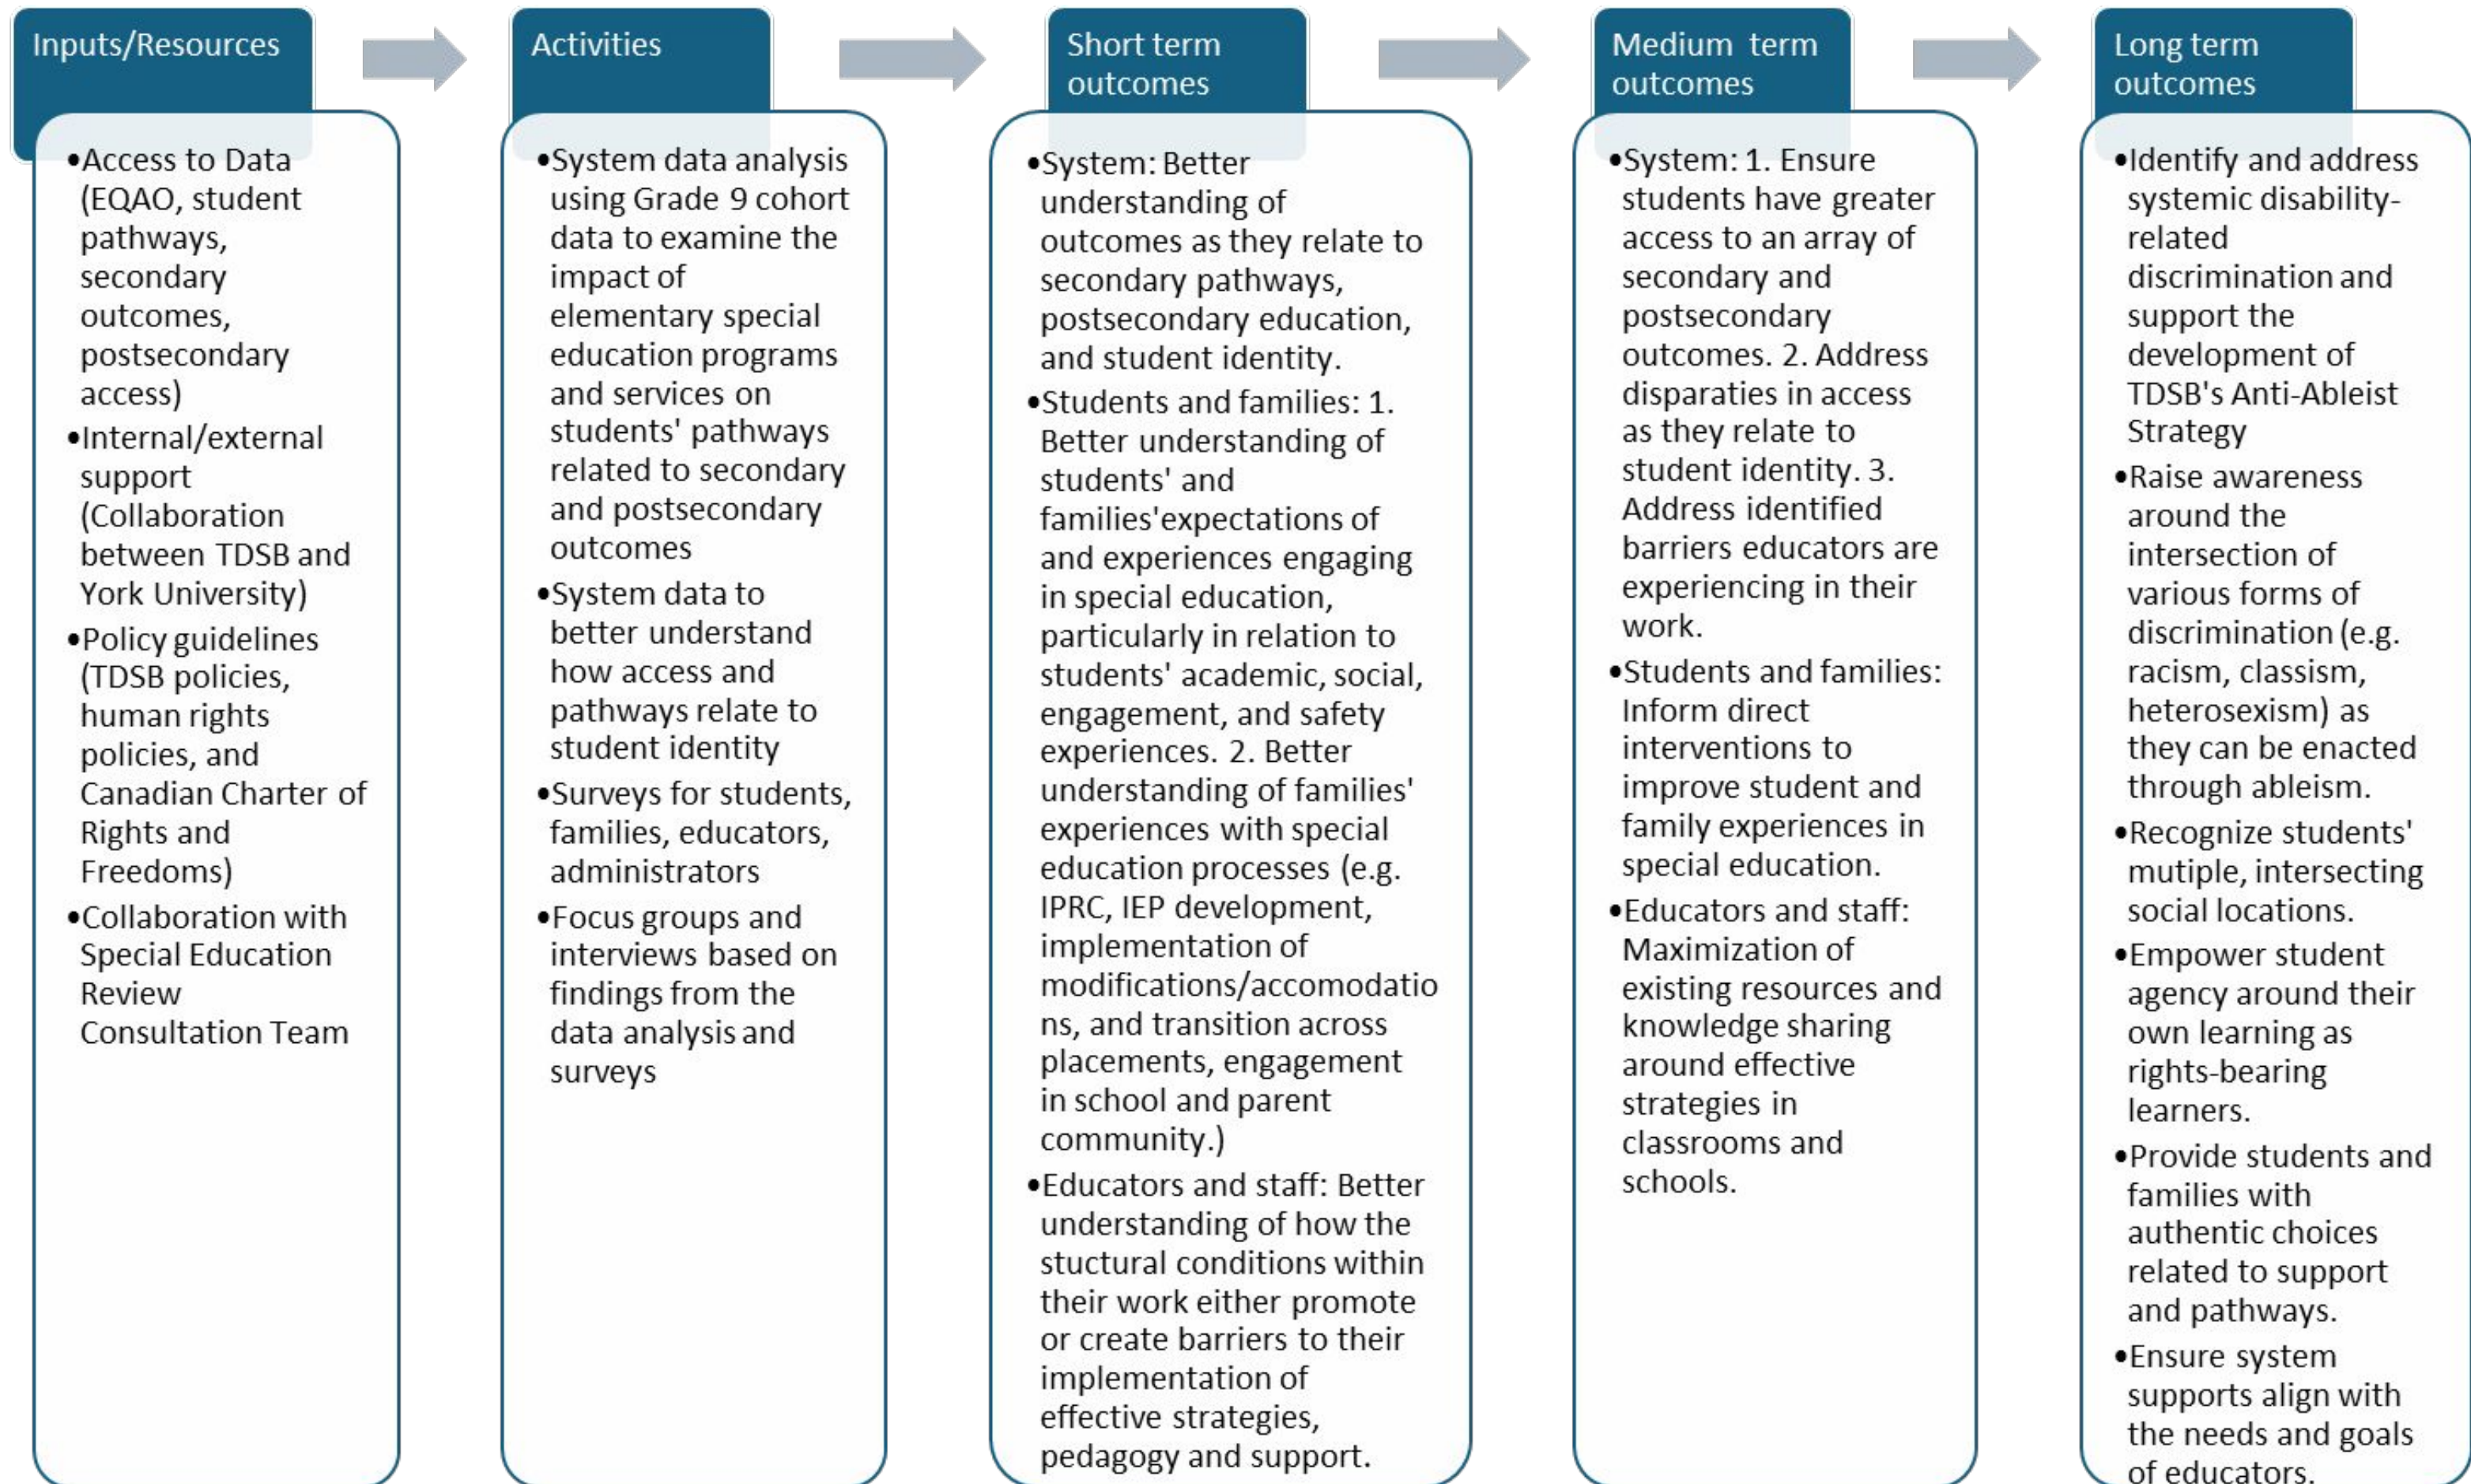 Inputs/Resources
•Access to Data
(EQAO, student
pathways,
secondary
outcomes,
postsecondary
access)
•Internal/external
support
(Collaboration
between TDSB and
York University)
•Policy guidelines
(TDSB policies,
human rights
policies, and
Canadian Charter of
Rights and
Freedoms)
•Collaboration with
Special Education
Review
Consultation Team
Activities
•System data analysis
using Grade 9 cohort
data to examine the
impact of
elementary special
education programs
and services on
students' pathways
related to secondary
and postsecondary
outcomes
•System data to
better understand
how access and
pathways relate to
student identity
•Surveys for students,
families, educators,
administrators
•Focus groups and
interviews based on
findings from the
data analysis and
surveys
Short term
outcomes
•System: Better
understanding of
outcomes as they relate to
secondary pathways,
postsecondary education,
and student identity.
•Students and families: 1.
Better understanding of
students' and
families'expectations of
and experiences engaging
in special education,
particularly in relation to
students' academic, social,
engagement, and safety
experiences. 2. Better
understanding of families'
experiences with special
education processes (e.g.
IPRC, IEP development,
implementation of
modifications/accomodatio
ns, and transition across
placements, engagement
in school and parent
community.)
•Educators and staff: Better
understanding of how the
stuctural conditions within
their work either promote
or create barriers to their
implementation of
effective strategies,
pedagogy and support.
Medium term
outcomes
•System: 1. Ensure
students have greater
access to an array of
secondary and
postsecondary
outcomes. 2. Address
disparaties in access
as they relate to
student identity. 3.
Address identified
barriers educators are
experiencing in their
work.
•Students and families:
Inform direct
interventions to
improve student and
family experiences in
special education.
•Educators and staff:
Maximization of
existing resources and
knowledge sharing
around effective
strategies in
classrooms and
schools.
Long term
outcomes
•Identify and address
systemic disability-
related
discrimination and
support the
development of
TDSB's Anti-Ableist
Strategy
•Raise awareness
around the
intersection of
various forms of
discrimination (e.g.
racism, classism,
heterosexism) as
they can be enacted
through ableism.
•Recognize students'
mutiple, intersecting
social locations.
•Empower student
agency around their
own learning as
rights-bearing
learners.
•Provide students and
families with
authentic choices
related to support
and pathways.
•Ensure system
supports align with
the needs and goals
of educators.